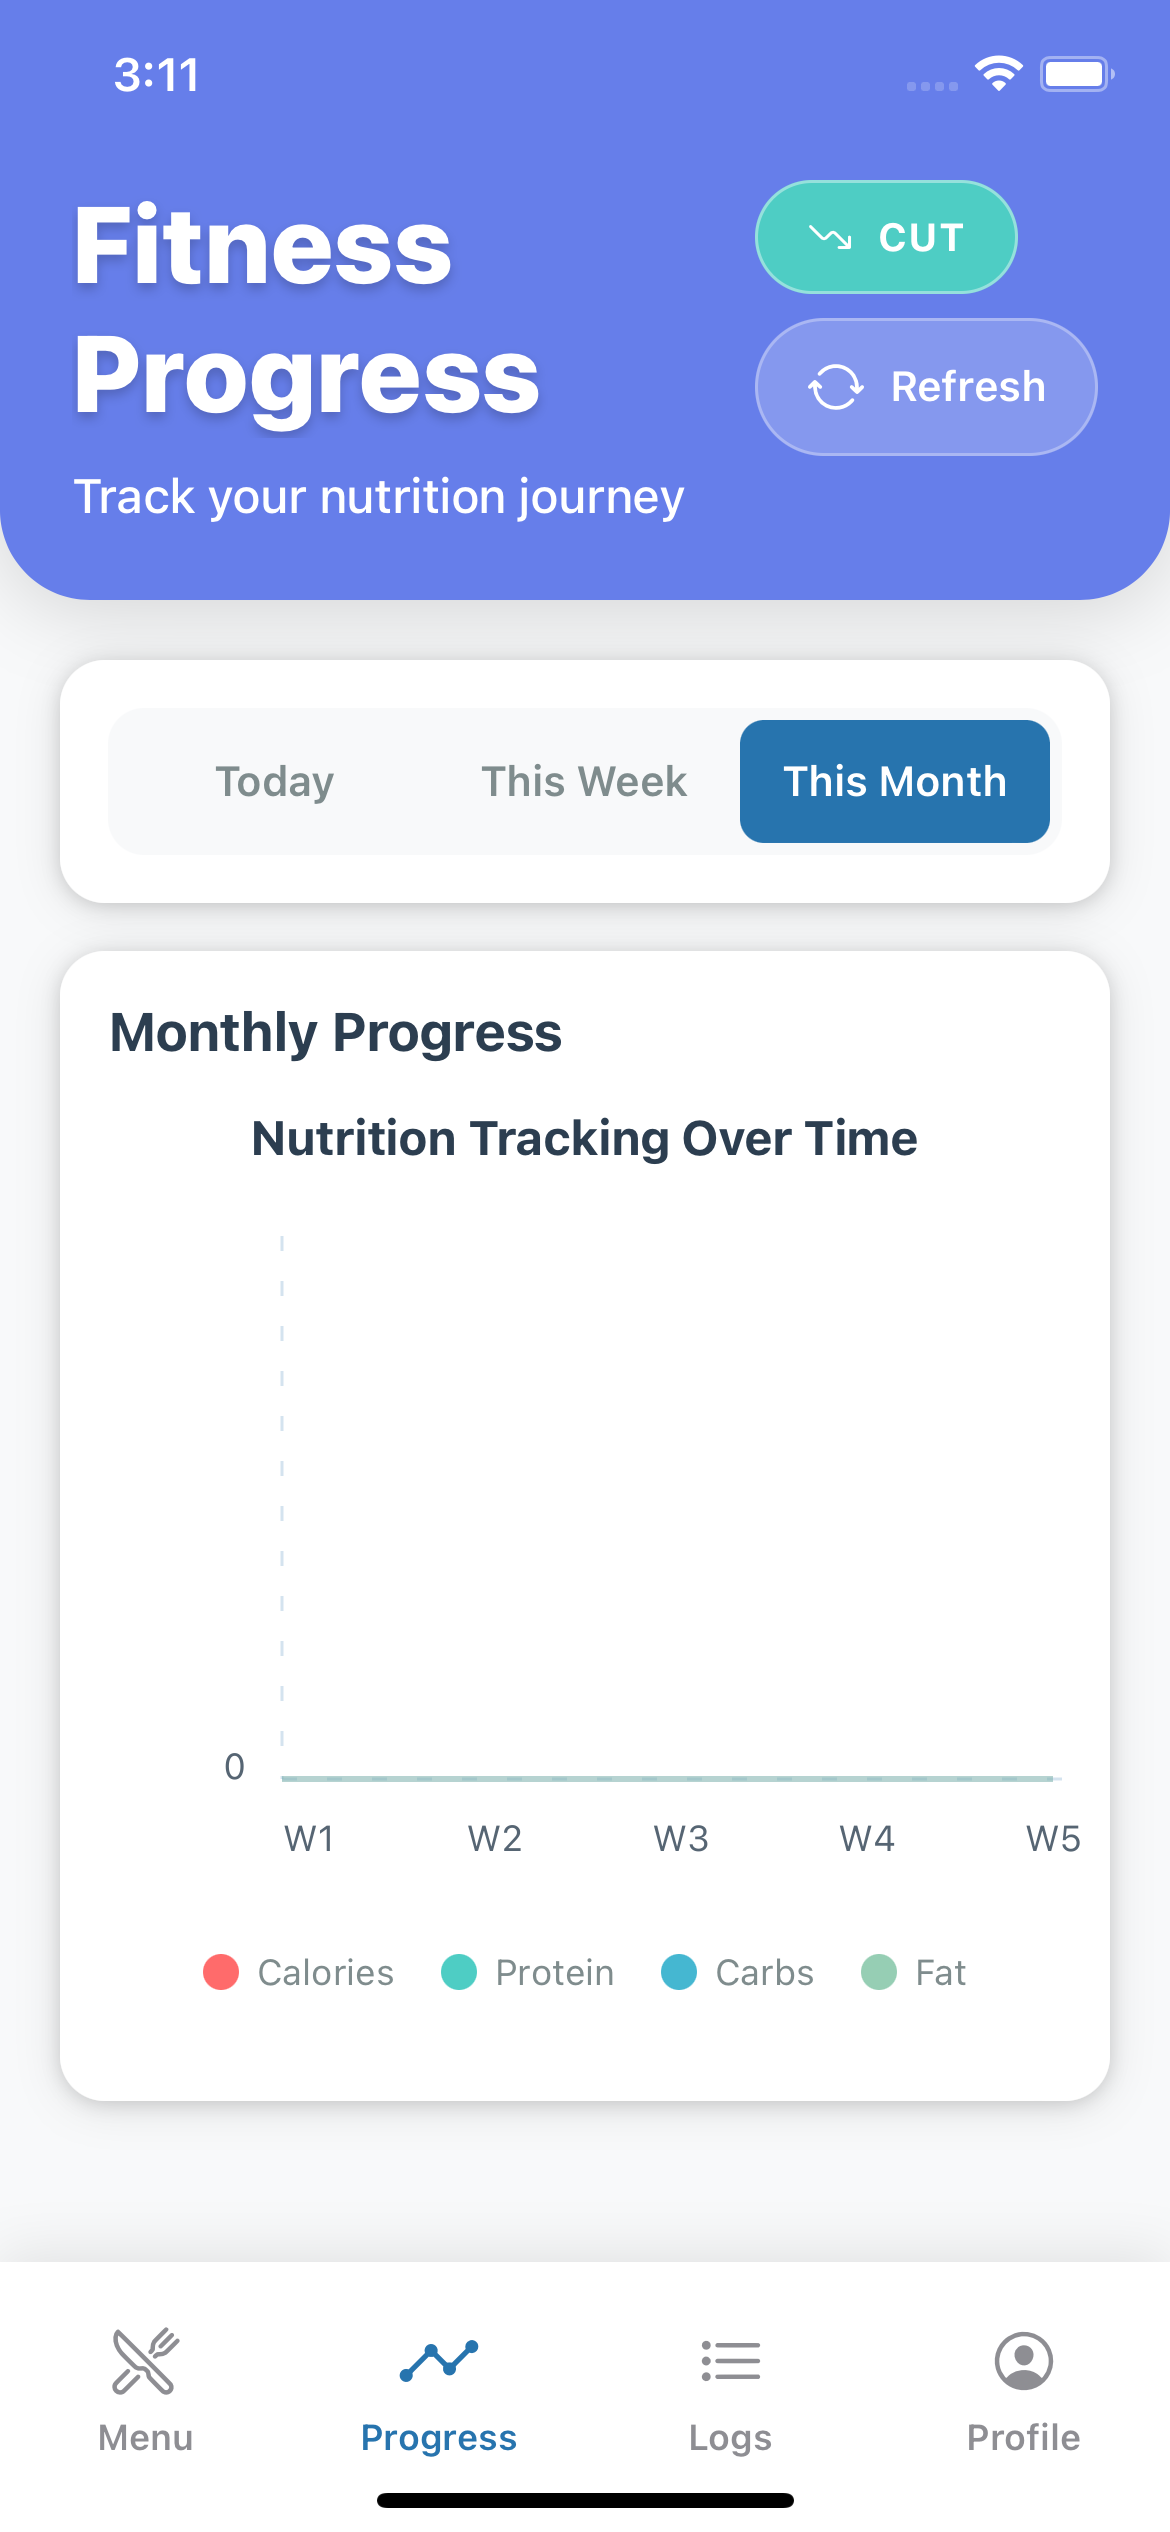 3:11
Fitness
Progress
CUT
Refresh
Track your nutrition journey
Today
This Week
This Month
Monthly Progress
Nutrition Tracking Over Time
0
W1 W2 W3 W4 W5
Calories Protein Carbs Fat
Menu Progress Logs Profile